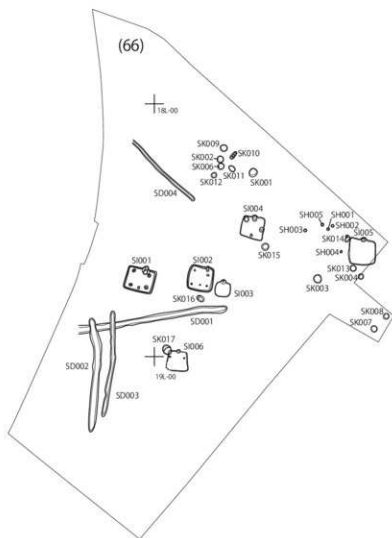 (66)
18L-00
SK009
SK010
SK002
SK006
SK012
SK011
SK001
SD004
SI004
SH005
SH001
SH002
SH003
SI005
SK014
SK015
SH004
SI001
SI002
SK013
SK004
SK003
SI003
SK016
SD001
SK008
SK007
SK017
SI006
SD002
19L-00
SD003